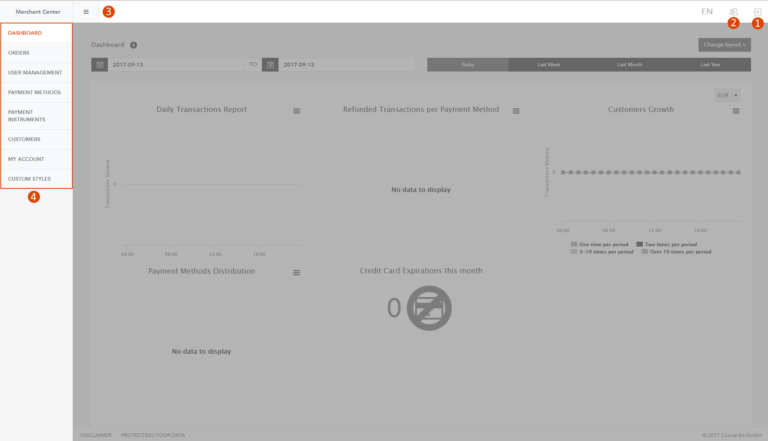 Merchant Center
3
EN
2
1
DASHBOARD
ORDERS
USER MANAGEMENT
PAYMENT METHODS
PAYMENT
INSTRUMENTS
CUSTOMERS
MY ACCOUNT
CUSTOM STYLES
4
Dashboard
Change layout
2017-09-13 TO 2017-09-13
Today Last Week Last Month Last Year
EUR
Daily Transactions Report
Transactions Volume
0
06:00 08:00 12:00 18:00
Refunded Transactions per Payment Method
No data to display
Customers Growth
Transactions Volume
0
06:00 08:00 12:00 18:00
One time per period Two times per period
3-10 times per period Over 10 times per period
Payment Methods Distribution
No data to display
Credit Card Expirations this month
0
DISCLAIMER PROTECTING YOUR DATA
© 2017 Concardis GmbH